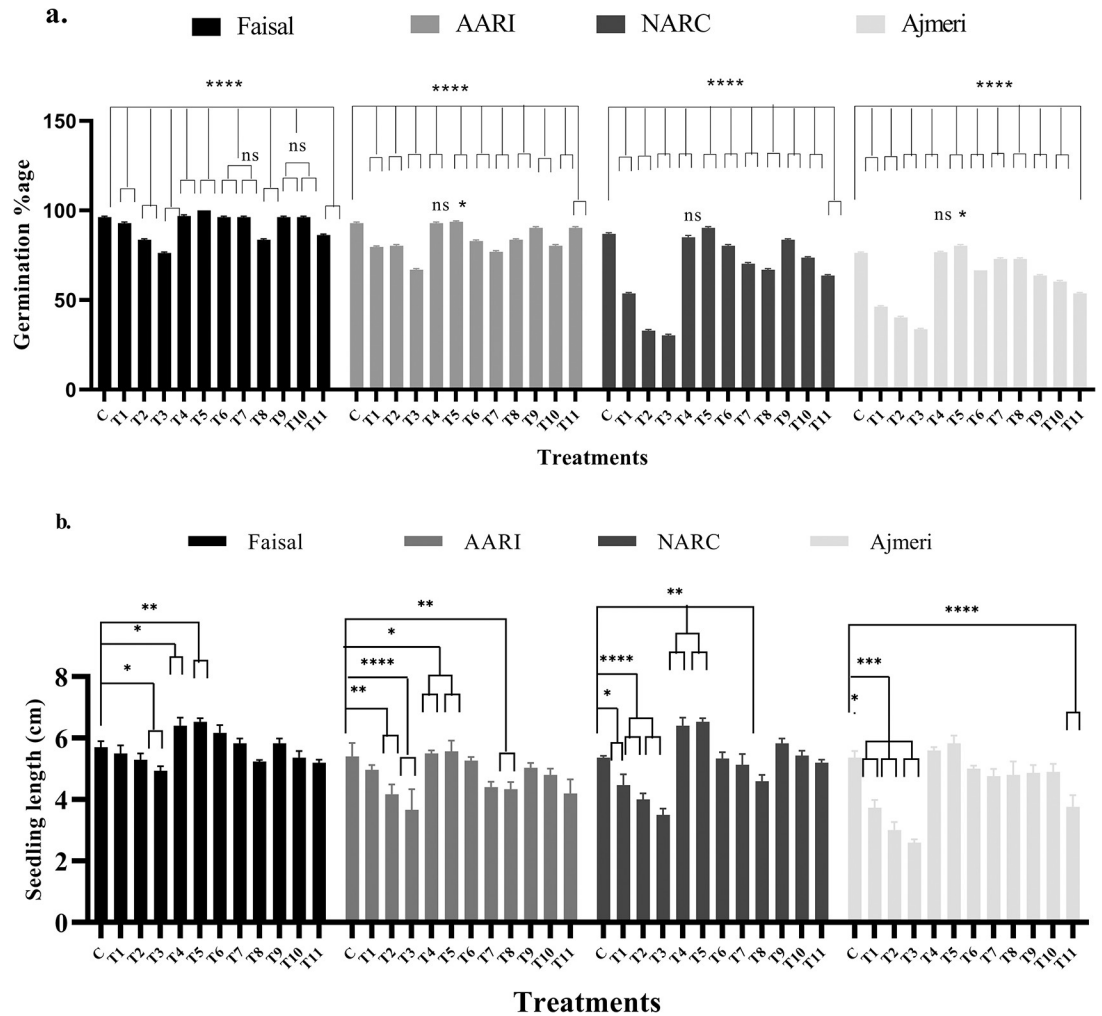 a.
Faisal AARI NARC Ajmeri
**** **** **** ****
150
ns ns
100
ns * ns ns *
50
0
Germination %age
C T1 T2 T3 T4 T5 T6 T7 T8 T9 T10 T11 C T1 T2 T3 T4 T5 T6 T7 T8 T9 T10 T11 C T1 T2 T3 T4 T5 T6 T7 T8 T9 T10 T11 C T1 T2 T3 T4 T5 T6 T7 T8 T9 T10 T11
Treatments
b.
Faisal AARI NARC Ajmeri
** ** ** ****
* *
* **** **** ***
** * *
8
6
4
2
0
Seedling length (cm)
C T1 T2 T3 T4 T5 T6 T7 T8 T9 T10 T11 C T1 T2 T3 T4 T5 T6 T7 T8 T9 T10 T11 C T1 T2 T3 T4 T5 T6 T7 T8 T9 T10 T11 C T1 T2 T3 T4 T5 T6 T7 T8 T9 T10 T11
Treatments